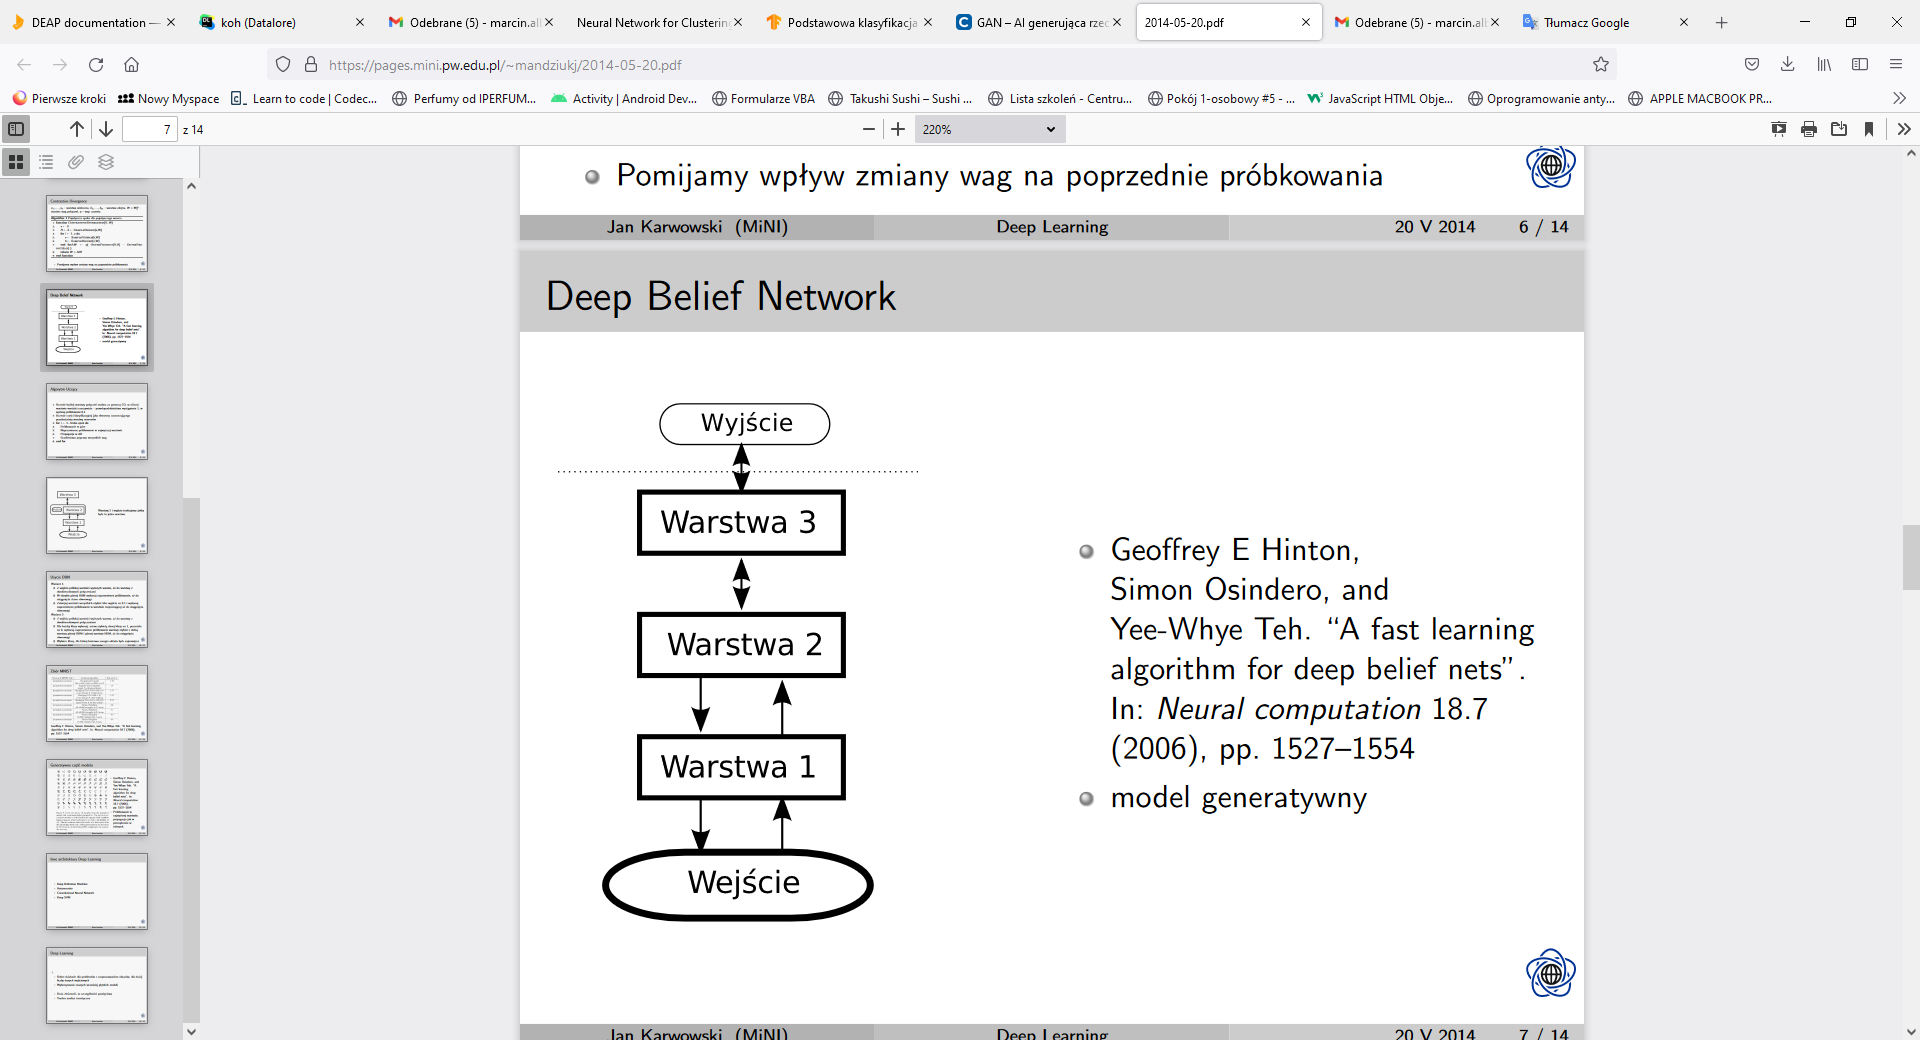 DEAP documentation —
koh (Datalore)
Odebrane (5) - marcin.alb
Neural Network for Clustering
Podstawowa klasyfikacja
GAN – AI generująca rzec
2014-05-20.pdf
Odebrane (5) - marcin.alb
Tłumacz Google
https://pages.mini.pw.edu.pl/~mandziukj/2014-05-20.pdf
Pierwsze kroki
Nowy Myspace
Learn to code | Codec...
Perfumy od IPERFUM...
Activity | Android Dev...
Formularze VBA
Takushi Sushi – Sushi ...
Lista szkoleń - Centru...
Pokój 1-osobowy #5 - ...
JavaScript HTML Obje...
Oprogramowanie anty...
APPLE MACBOOK PR...
7 z 14
220%
Pomijamy wpływ zmiany wag na poprzednie próbkowania
Jan Karwowski (MiNI) Deep Learning 20 V 2014 6 / 14
Deep Belief Network
Wyjście
Warstwa 3
Warstwa 2
Warstwa 1
Wejście
Geoffrey E Hinton,
Simon Osindero, and
Yee-Whye Teh. “A fast learning
algorithm for deep belief nets”.
In: Neural computation 18.7
(2006), pp. 1527–1554
model generatywny
Jan Karwowski (MiNI) Deep Learning 20 V 2014 7 / 14